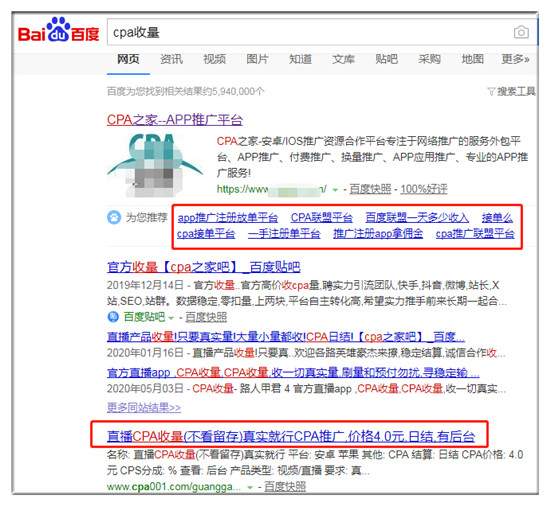 Bai du 百度
cpa收量
网页 资讯 视频 图片 知道 文库 贴吧 采购 地图 更多»
百度为您找到相关结果约5,940,000个 搜索工具
CPA之家--APP推广平台
CPA
CPA之家-安卓/IOS推广资源合作平台专注于网络推广的服务外包平
台、APP推广、付费推广、换量推广、APP应用推广、专业的APP推
广服务!
https://www. m/ - 百度快照 - 100%好评
为您推荐 app推广注册放单平台 CPA联盟平台 百度联盟一天多少收入 接单么
cpa接单平台 一手注册单平台 推广注册app拿佣金 cpa推广联盟平台
官方收量【cpa之家吧】_百度贴吧
2019年12月14日 - 官方收量..官方高价收cpa量,聘实力引流团队,快手,抖音,微博,站长,X
站,SEO,站群。数据稳定,零扣量,上两块,平台自主转化高,希望实力推手前来长期一起合...
百度贴吧 - 百度快照
直播产品收量!只要真实量!大量小量都收!CPA日结!【cpa之家吧】_百度...
2020年01月16日 - 直播产品收量!只要真..欢迎各路英雄豪杰来撩,稳定结算,诚信合作收...
官方直播app ,CPA收量,CPA收量,收一切真实量,刷量和预付勿扰,寻稳定输 ...
2020年05月03日 - CPA收量- 路人甲君 4 官方直播app ,CPA收量,CPA收量,收一切真实...
更多同站结果>>
直播CPA收量(不看留存)真实就行CPA推广,价格4.0元,日结,有后台
名称: 直播CPA收量(不看留存)真实就行 平台: 安卓 苹果 其他: CPA 结算: 日结 CPA价格: 4.0
元 CPS分成: % 查看: 后台 产品类型: 视频/直播 要求: 真...
www.cpa001.com/guangga... - 百度快照